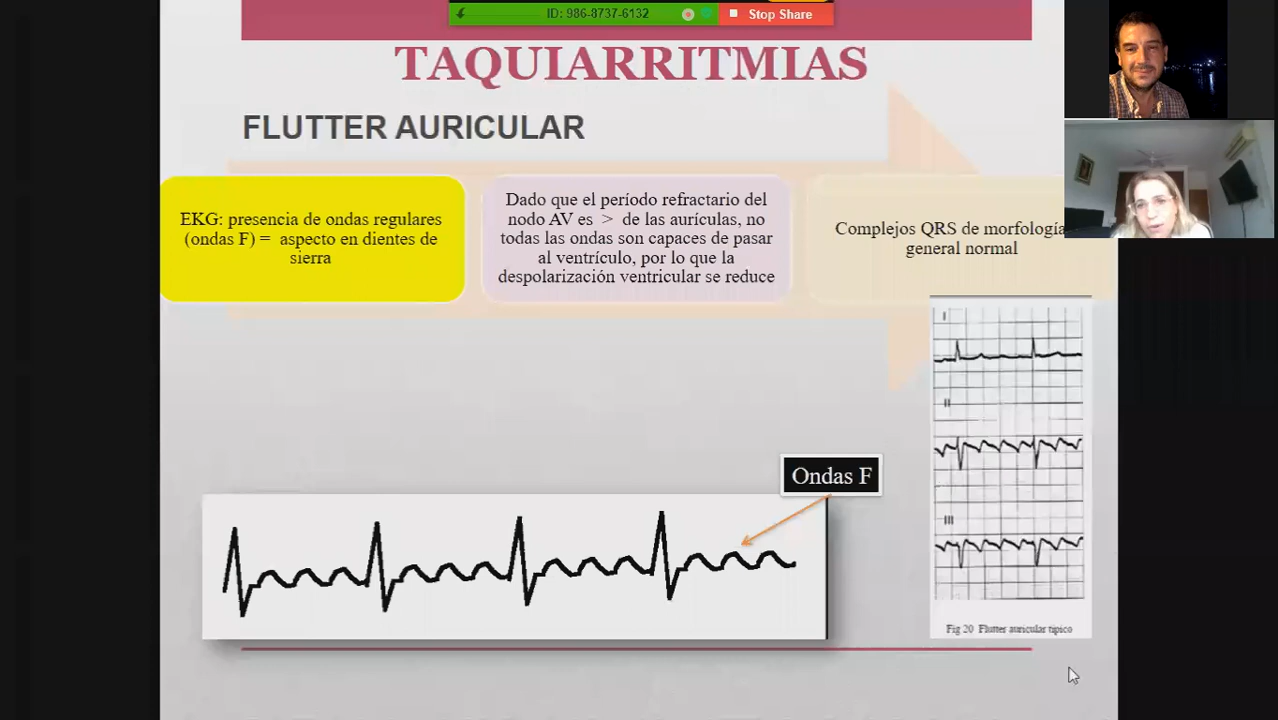 ID: 986-8737-6132
Stop Share
TAQUIARRITMIAS
FLUTTER AURICULAR
EKG: presencia de ondas regulares
(ondas F) = aspecto en dientes de
sierra
Dado que el período refractario del
nodo AV es > de las aurículas, no
todas las ondas son capaces de pasar
al ventrículo, por lo que la
despolarización ventricular se reduce
Complejos QRS de morfología
general normal
I
II
III
Ondas F
Fig 20 Flutter auricular típico